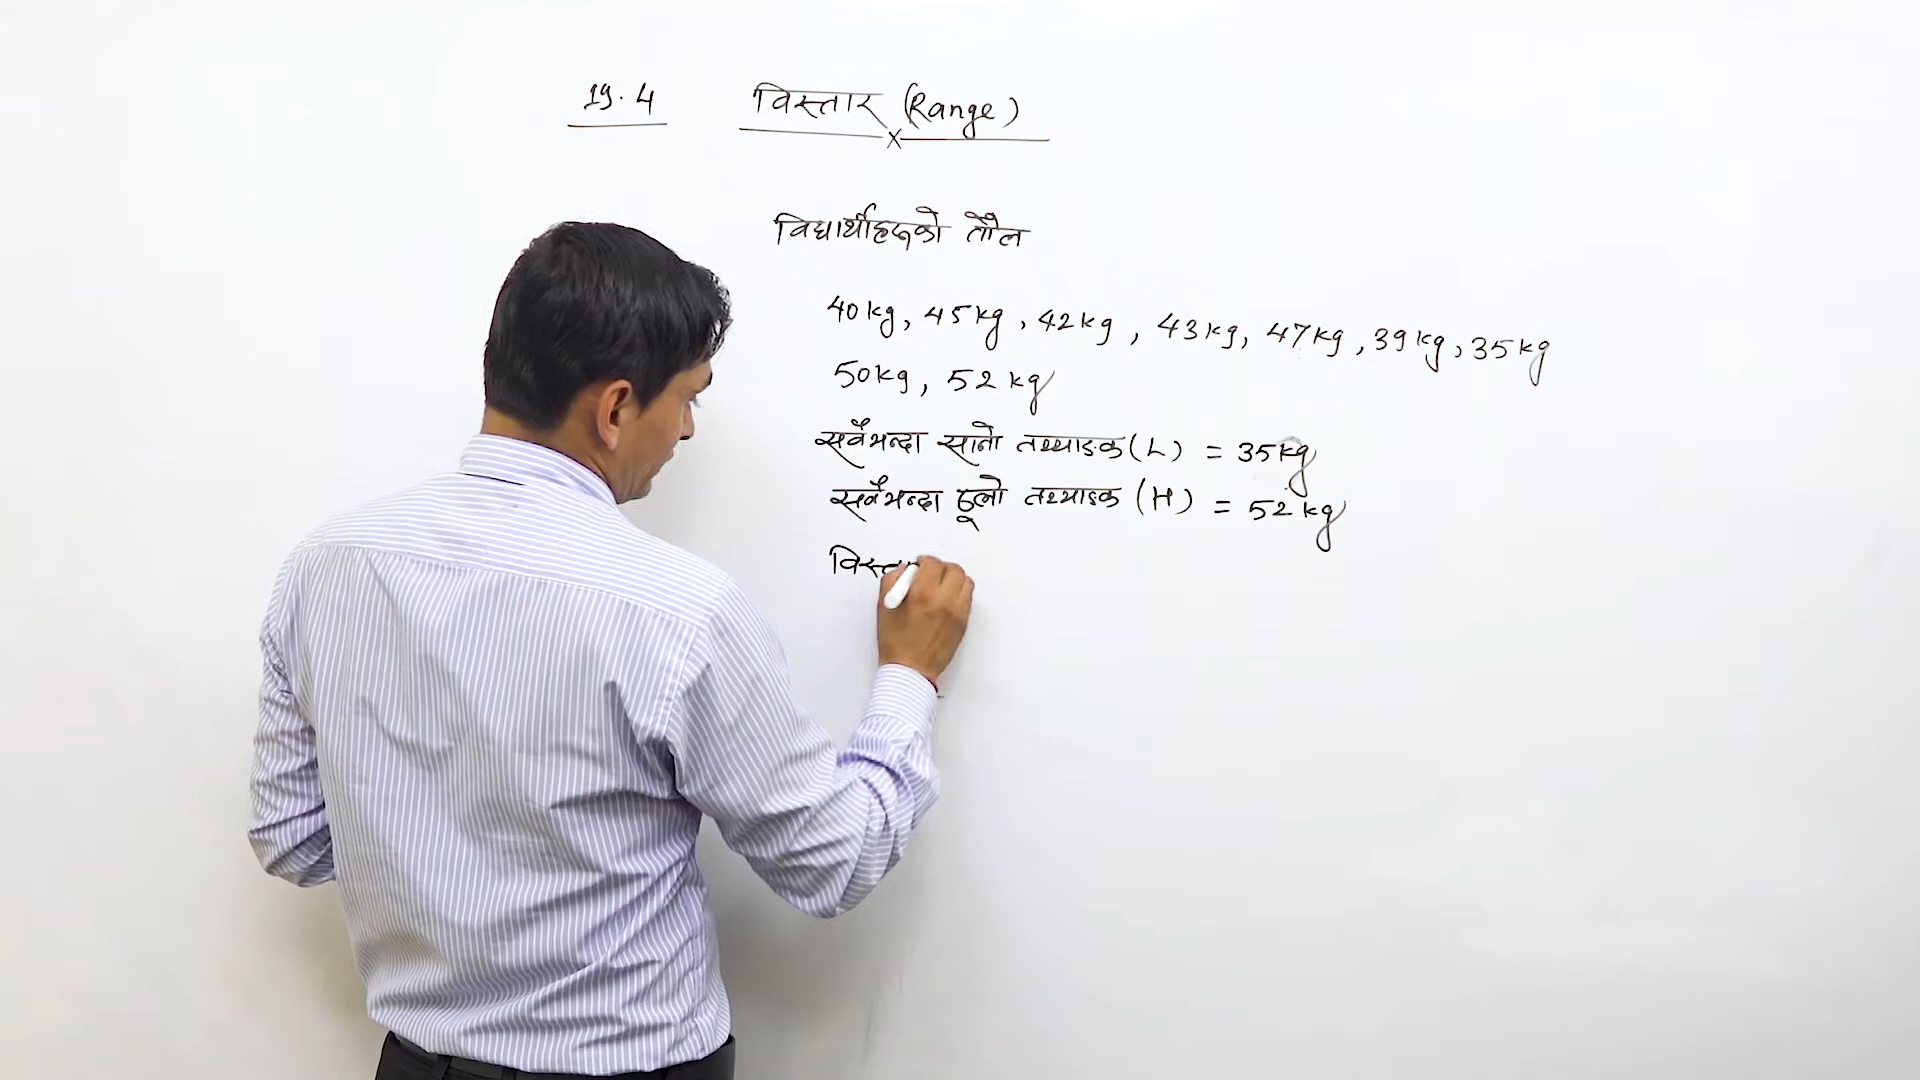 19.4 विस्तार (Range)
विद्यार्थीहरूको तौल
40kg, 45kg, 42kg, 43kg, 47kg, 39kg, 35kg
50kg, 52kg
सबैभन्दा सानो तथ्याङ्क (L) = 35kg
सबैभन्दा ठूलो तथ्याङ्क (H) = 52kg